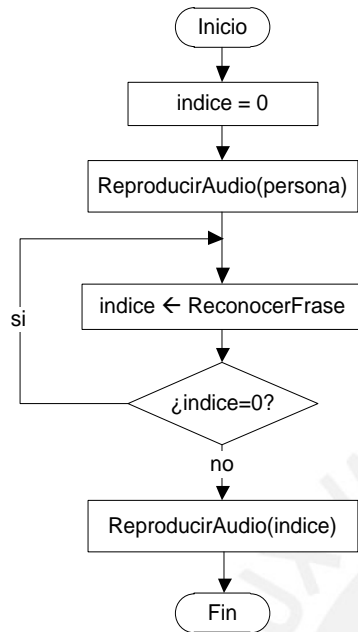 Inicio
indice = 0
ReproducirAudio(persona)
si
indice ← ReconocerFrase
¿indice=0?
no
ReproducirAudio(indice)
Fin